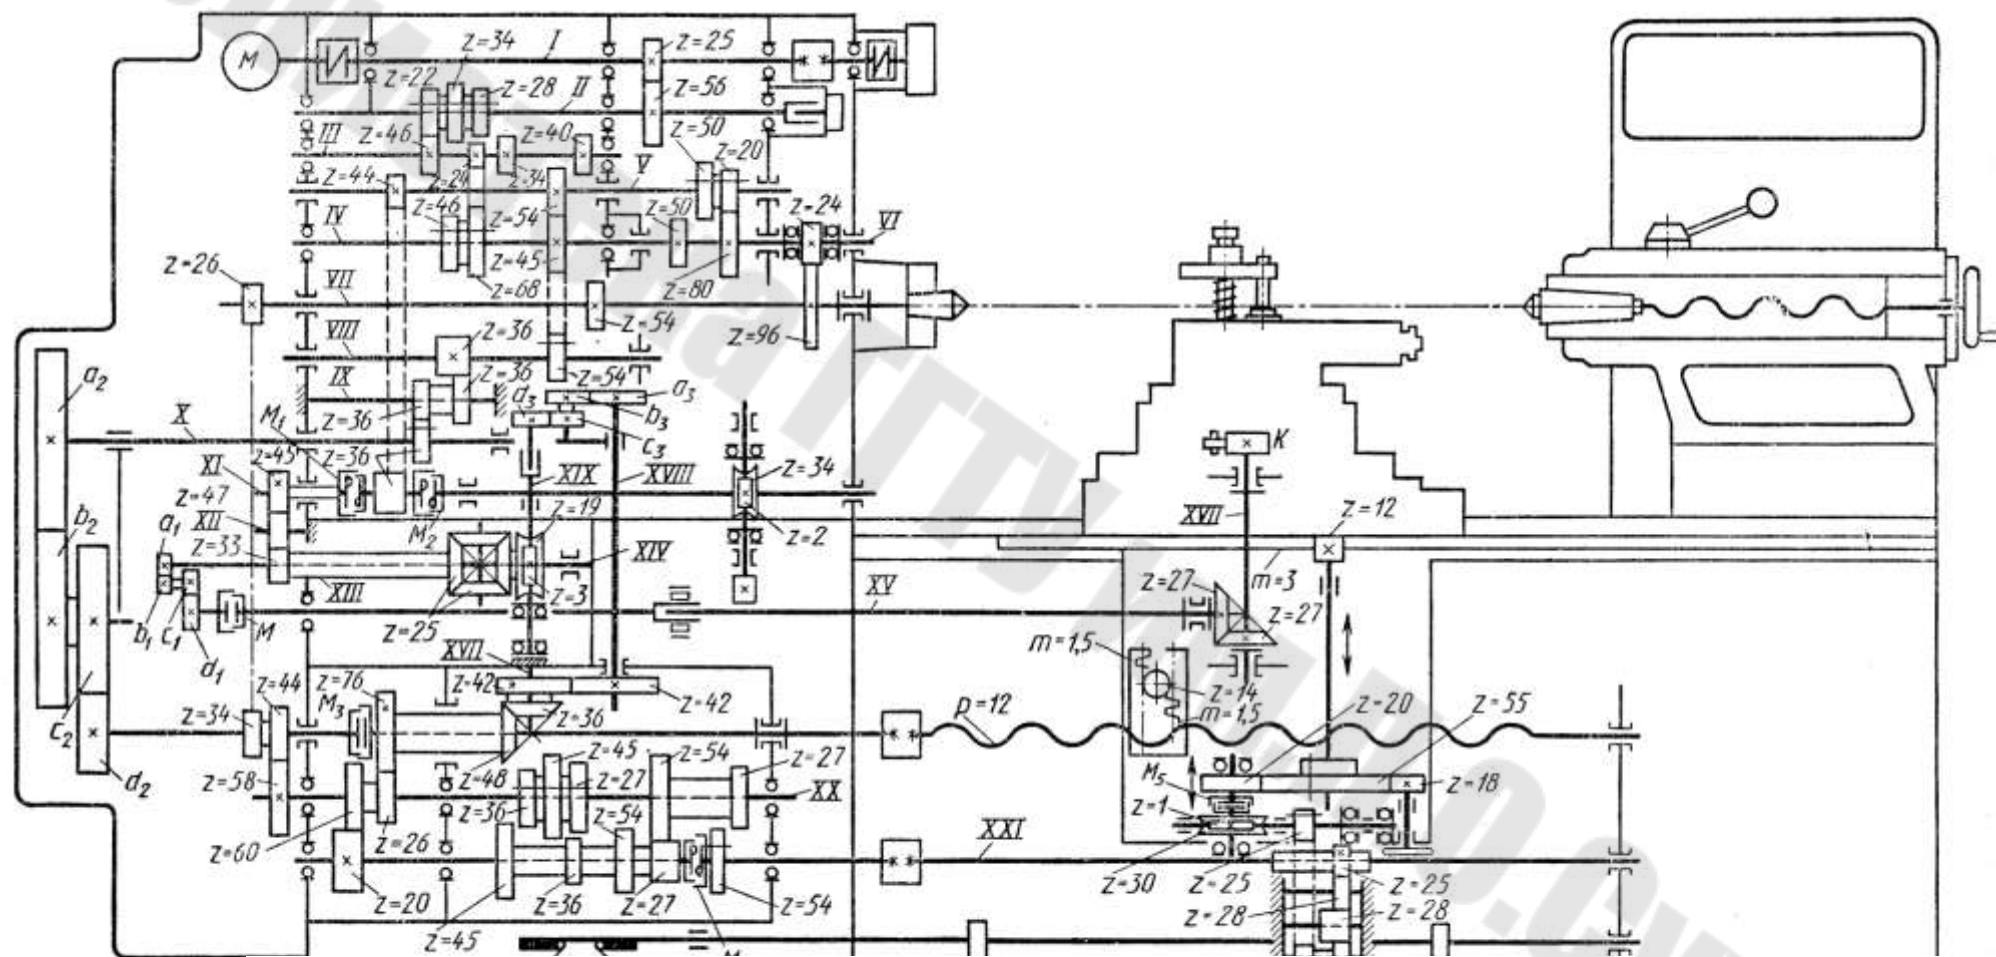 z=34
I
z=25
M
z=22
z=28
II
z=56
III
z=46
z=40
z=50
z=20
z=44
z=24
z=34
V
z=46
IV
z=54
z=50
z=24
VI
z=26
z=45
VII
z=68
z=80
z=54
z=36
VIII
z=96
a₂
IX
z=36
z=54
a₃
M₁
z=36
d₃
b₃
X
c₃
K
z=45
z=36
XI
XIX
XVIII
z=34
z=47
z=19
b₂
a₁
XII
M₂
XVII
z=12
z=33
z=2
XIV
XIII
z=3
XV
m=3
z=27
b₁
c₁
M
z=25
z=27
d₁
m=1,5
XVII
z=44
z=76
z=42
z=14
z=20
z=55
M₃
z=42
c₂
z=34
z=36
p=12
m=1,5
z=45
z=54
z=27
d₂
z=58
z=48
z=27
M₅
z=18
XX
z=36
z=1
z=54
XXI
z=60
z=26
z=30
z=25
z=25
z=20
z=36
z=27
z=54
z=28
z=28
z=45